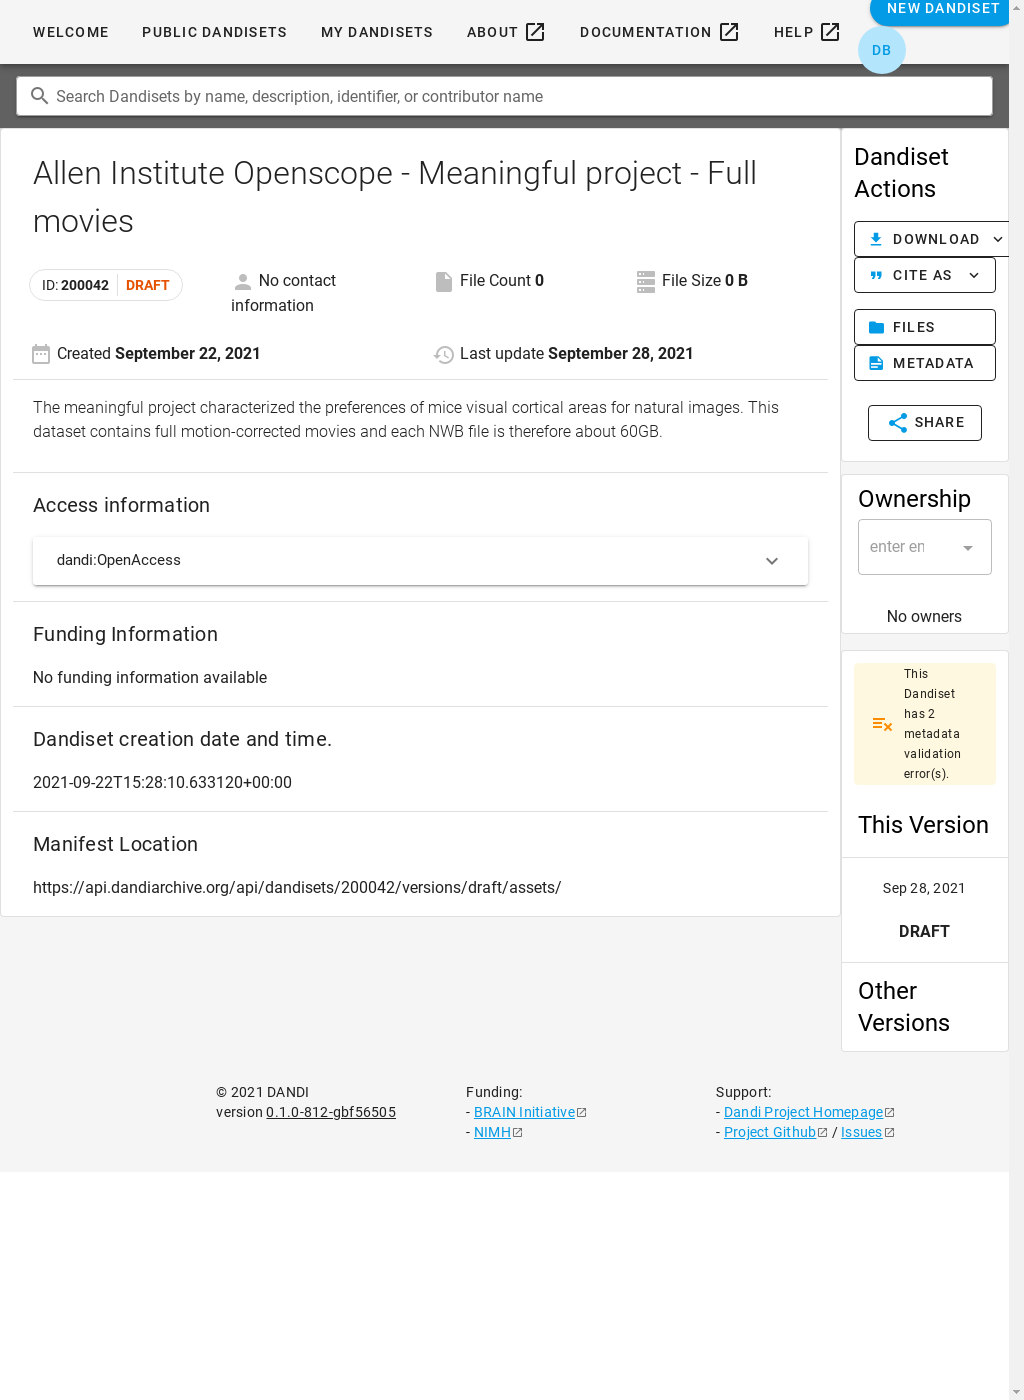 WELCOME
PUBLIC DANDISETS
MY DANDISETS
ABOUT
DOCUMENTATION
HELP
NEW DANDISET
DB
Search Dandisets by name, description, identifier, or contributor name
Allen Institute Openscope - Meaningful project - Full
movies
ID: 200042 DRAFT
No contact
information
File Count 0
File Size 0 B
Created September 22, 2021
Last update September 28, 2021
The meaningful project characterized the preferences of mice visual cortical areas for natural images. This
dataset contains full motion-corrected movies and each NWB file is therefore about 60GB.
Access information
dandi:OpenAccess
Funding Information
No funding information available
Dandiset creation date and time.
2021-09-22T15:28:10.633120+00:00
Manifest Location
https://api.dandiarchive.org/api/dandisets/200042/versions/draft/assets/
Dandiset
Actions
DOWNLOAD
CITE AS
FILES
METADATA
SHARE
Ownership
enter en
No owners
This
Dandiset
has 2
metadata
validation
error(s).
This Version
Sep 28, 2021
DRAFT
Other
Versions
© 2021 DANDI
version 0.1.0-812-gbf56505
Funding:
- BRAIN Initiative
- NIMH
Support:
- Dandi Project Homepage
- Project Github / Issues